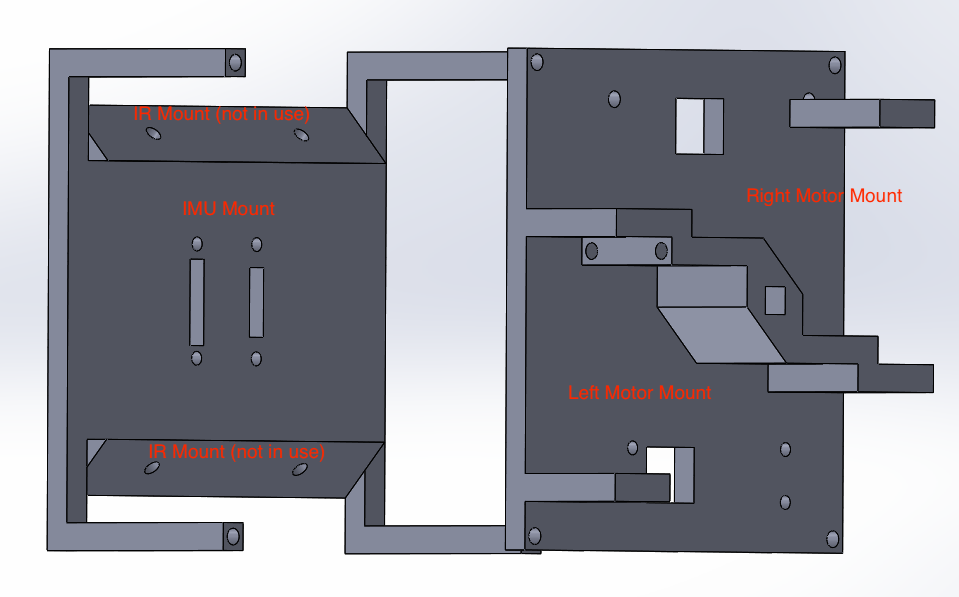 IR Mount (not in use)
IMU Mount
Right Motor Mount
Left Motor Mount
IR Mount (not in use)